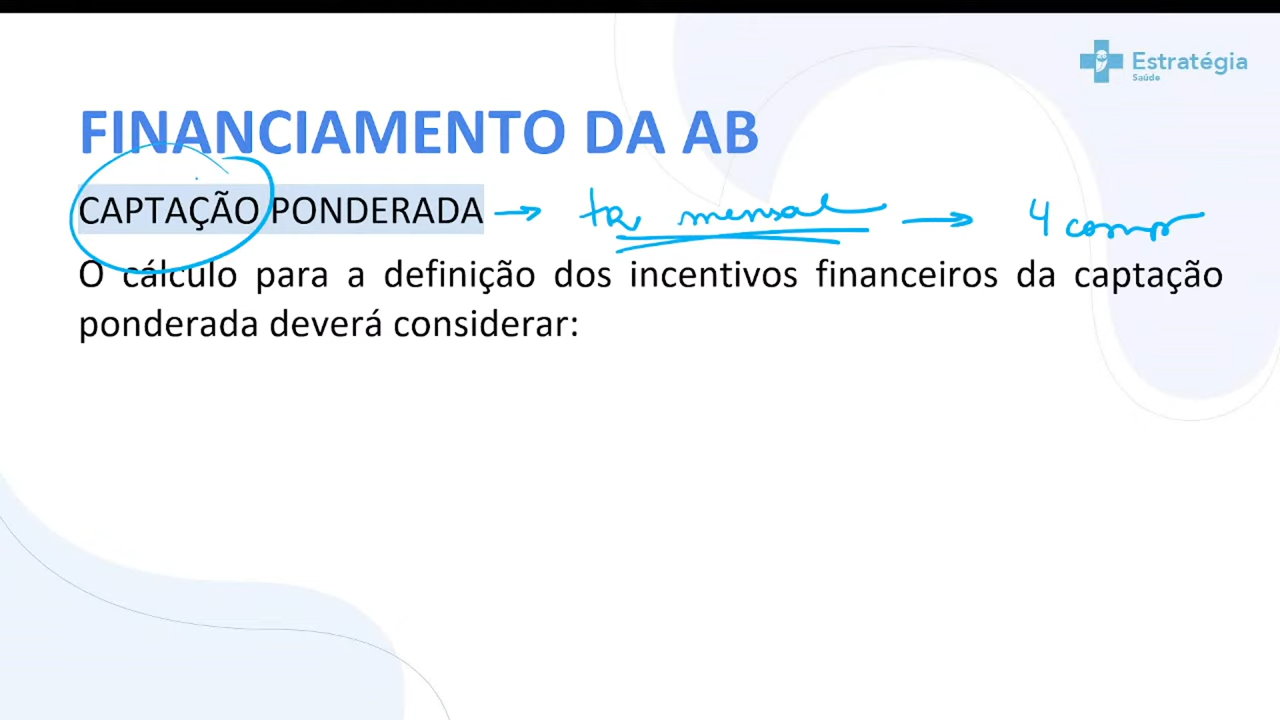 Estratégia
Saúde
FINANCIAMENTO DA AB
CAPTAÇÃO PONDERADA → mensal → 4 comp
O cálculo para a definição dos incentivos financeiros da captação
ponderada deverá considerar: